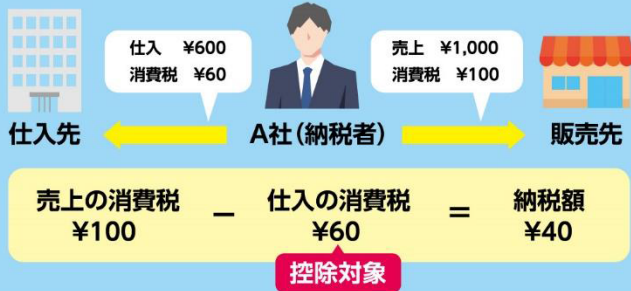 仕入 ¥600
消費税 ¥60
売上 ¥1,000
消費税 ¥100
仕入先
A社(納税者)
販売先
売上の消費税 － 仕入の消費税 ＝ 納税額
¥100 ¥60 ¥40
控除対象